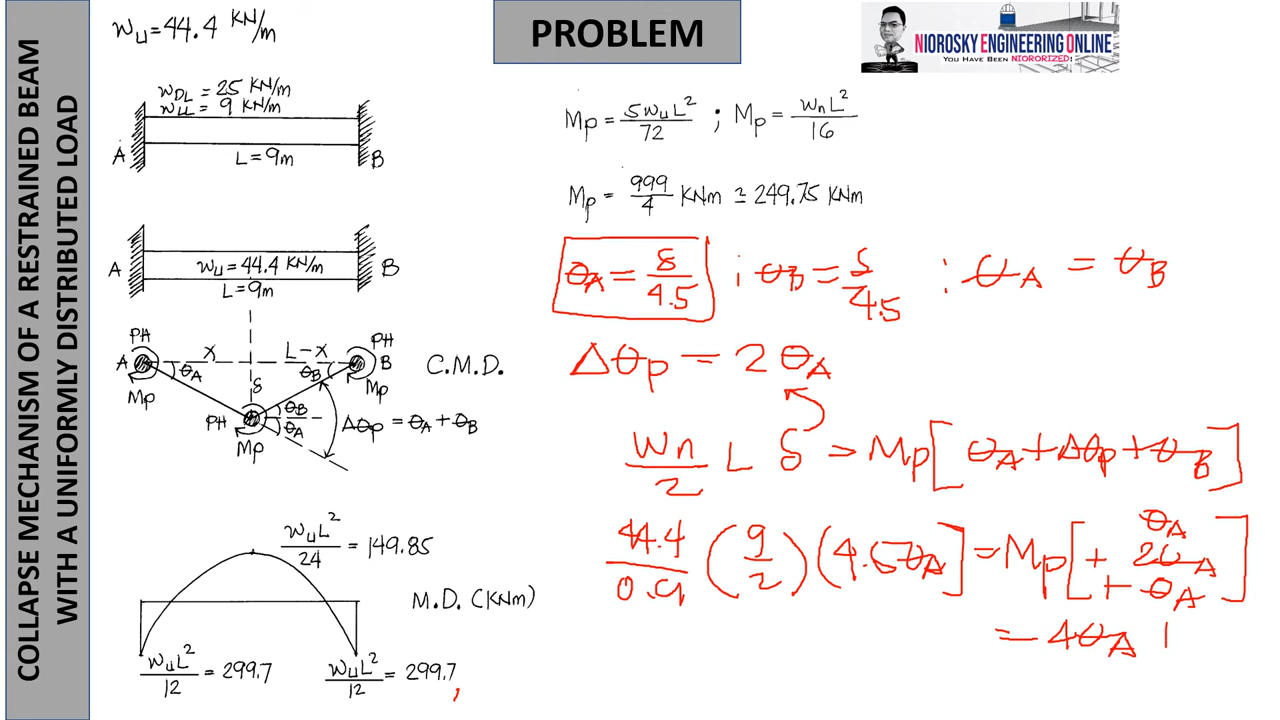 COLLAPSE MECHANISM OF A RESTRAINED BEAM
WITH A UNIFORMLY DISTRIBUTED LOAD
PROBLEM
NIOROSKY ENGINEERING ONLINE
YOU HAVE BEEN NIORORIZED!
wu=44.4 KN/m
wDL = 25 KN/m
wLL = 9 KN/m
A B
L=9m
A B
wu=44.4 KN/m
L=9m
PH PH
A x L-x B
θA θB
Mp δ Mp
C.M.D.
PH θB
θA
Δθp = θA + θB
Mp
wuL²/24 = 149.85
M.D. (KNm)
wuL²/12 = 299.7 wuL²/12 = 299.7
Mp = 5wuL²/72 ; Mp = wnL²/16
Mp = 999/4 KNm ≃ 249.75 KNm
θA = δ/4.5 ; θB = δ/4.5 : θA = θB
Δθp = 2θA
wn/2 L δ = Mp[θA+Δθp+θB]
44.4/0.9 (9/2)(4.5θA] = Mp[θA + 2θA + θA]
= 4θA